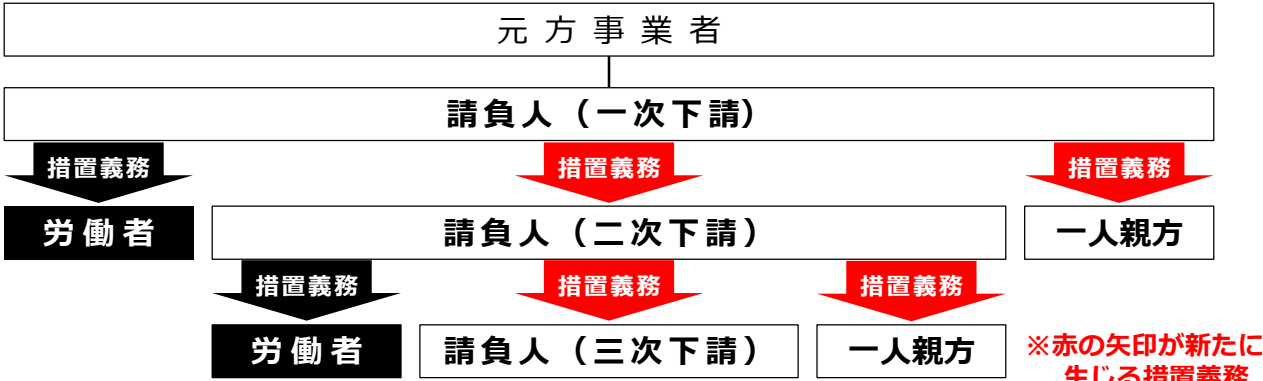 元方事業者
請負人（一次下請）
措置義務 措置義務 措置義務
労働者 請負人（二次下請） 一人親方
措置義務 措置義務 措置義務
労働者 請負人（三次下請） 一人親方
※赤の矢印が新たに
生じる措置義務